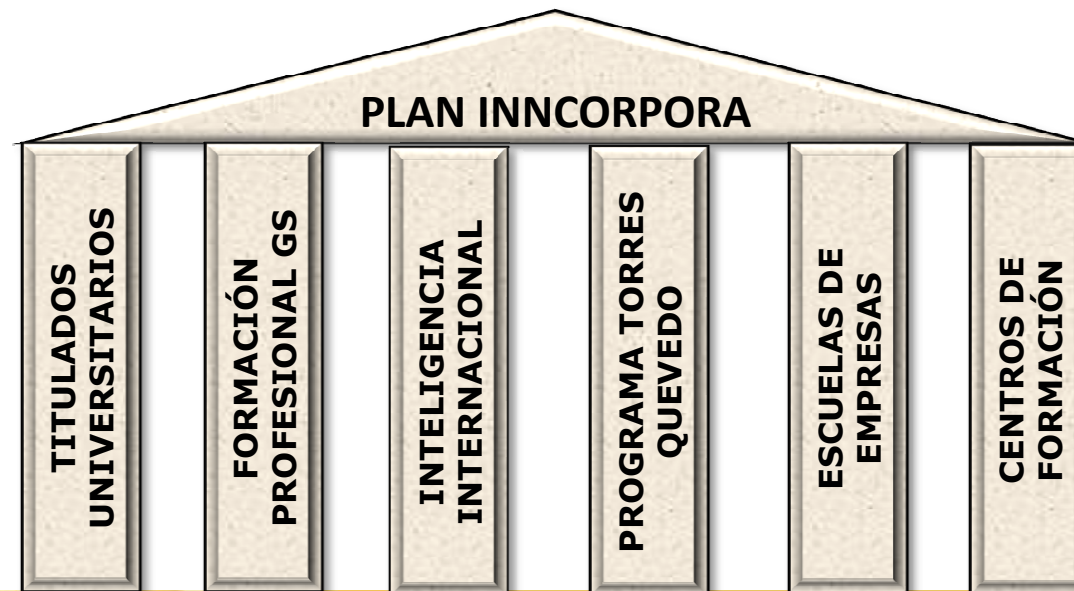 PLAN INNCORPORA
TITULADOS
UNIVERSITARIOS
FORMACIÓN
PROFESIONAL GS
INTELIGENCIA
INTERNACIONAL
PROGRAMA TORRES
QUEVEDO
ESCUELAS DE
EMPRESAS
CENTROS DE
FORMACIÓN